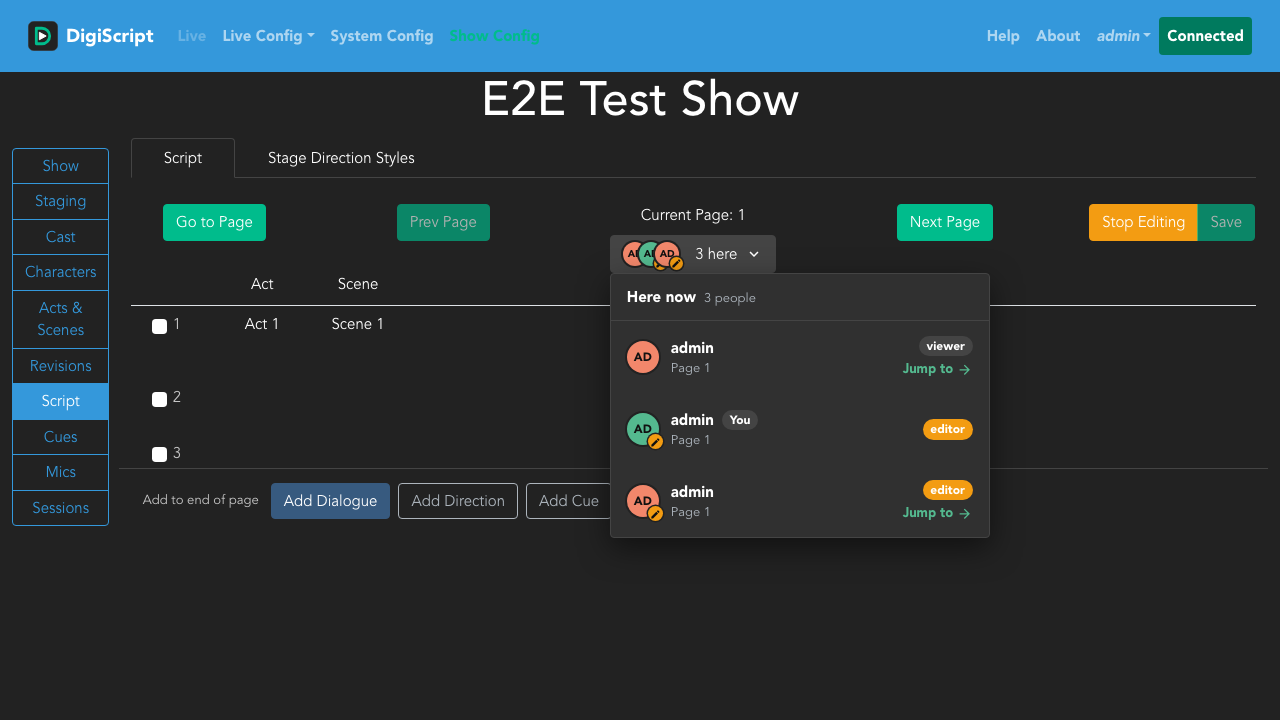 DigiScript Live Live Config System Config Show Config Help About admin Connected
E2E Test Show
Script Stage Direction Styles
Show
Staging
Cast
Characters
Acts &
Scenes
Revisions
Script
Cues
Mics
Sessions
Go to Page Prev Page Current Page: 1 Next Page Stop Editing Save
AD 3 here
Act Scene
1 Act 1 Scene 1
2
3
Here now 3 people
AD admin viewer
Page 1 Jump to
AD admin You editor
Page 1
AD admin editor
Page 1 Jump to
Add to end of page Add Dialogue Add Direction Add Cue